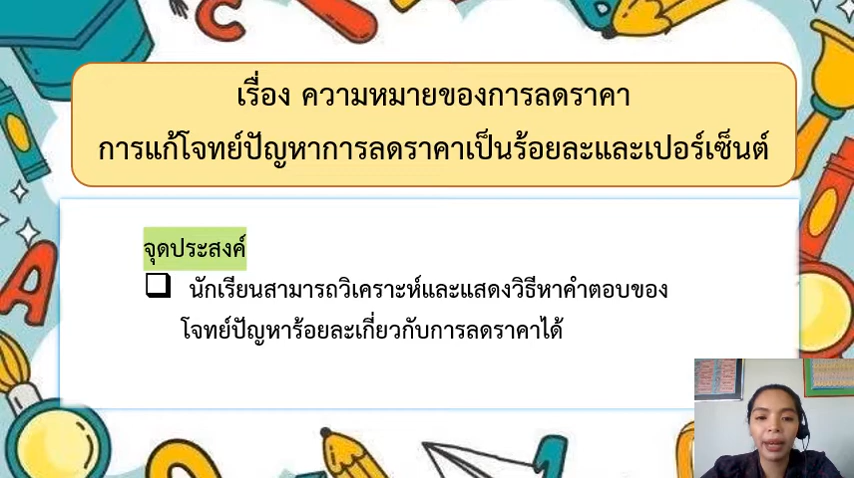 เรื่อง ความหมายของการลดราคา
การแก้โจทย์ปัญหาการลดราคาเป็นร้อยละและเปอร์เซ็นต์
จุดประสงค์
นักเรียนสามารถวิเคราะห์และแสดงวิธีหาคำตอบของ
โจทย์ปัญหาร้อยละเกี่ยวกับการลดราคาได้